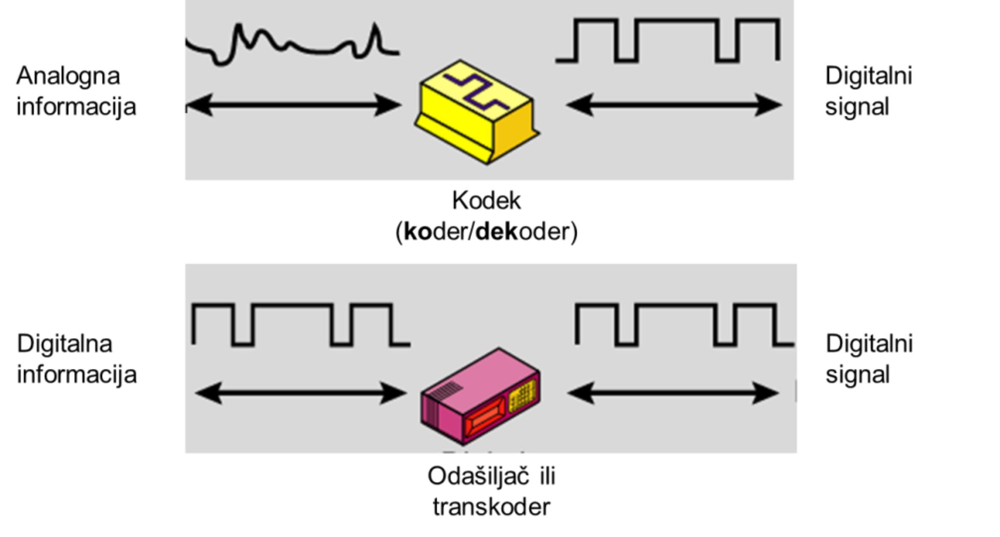 Analogna
informacija
Digitalni
signal
Kodek
(koder/dekoder)
Digitalna
informacija
Digitalni
signal
Odašiljač ili
transkoder